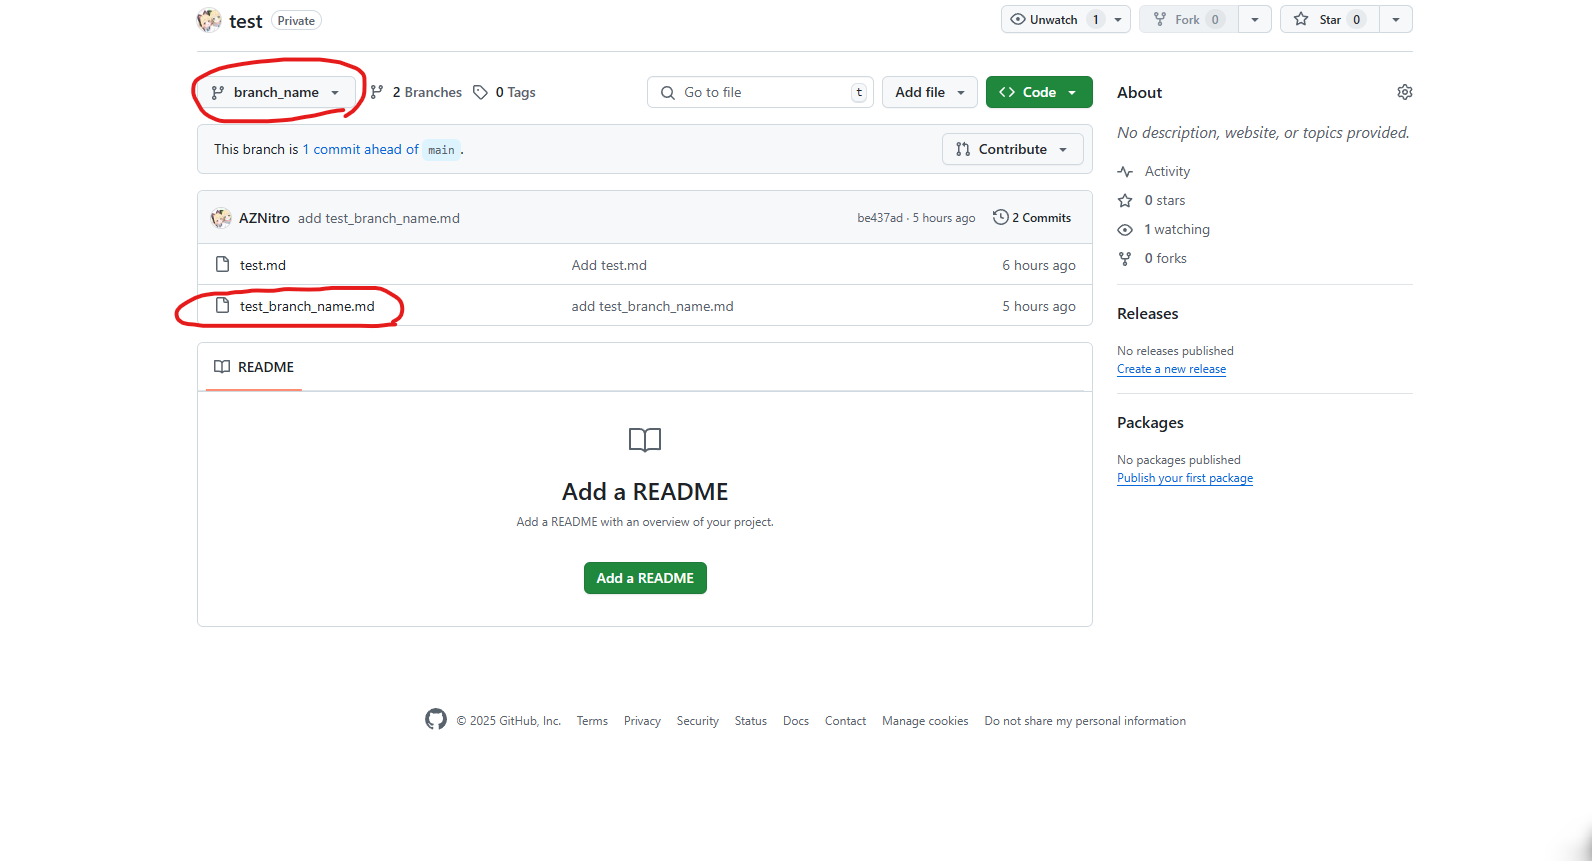 test Private
Unwatch 1 Fork 0 Star 0
branch_name 2 Branches 0 Tags Go to file t Add file Code
This branch is 1 commit ahead of main .
Contribute
AZNitro add test_branch_name.md be437ad · 5 hours ago 2 Commits
test.md Add test.md 6 hours ago
test_branch_name.md add test_branch_name.md 5 hours ago
README
Add a README
Add a README with an overview of your project.
Add a README
About
No description, website, or topics provided.
Activity
0 stars
1 watching
0 forks
Releases
No releases published
Create a new release
Packages
No packages published
Publish your first package
© 2025 GitHub, Inc. Terms Privacy Security Status Docs Contact Manage cookies Do not share my personal information